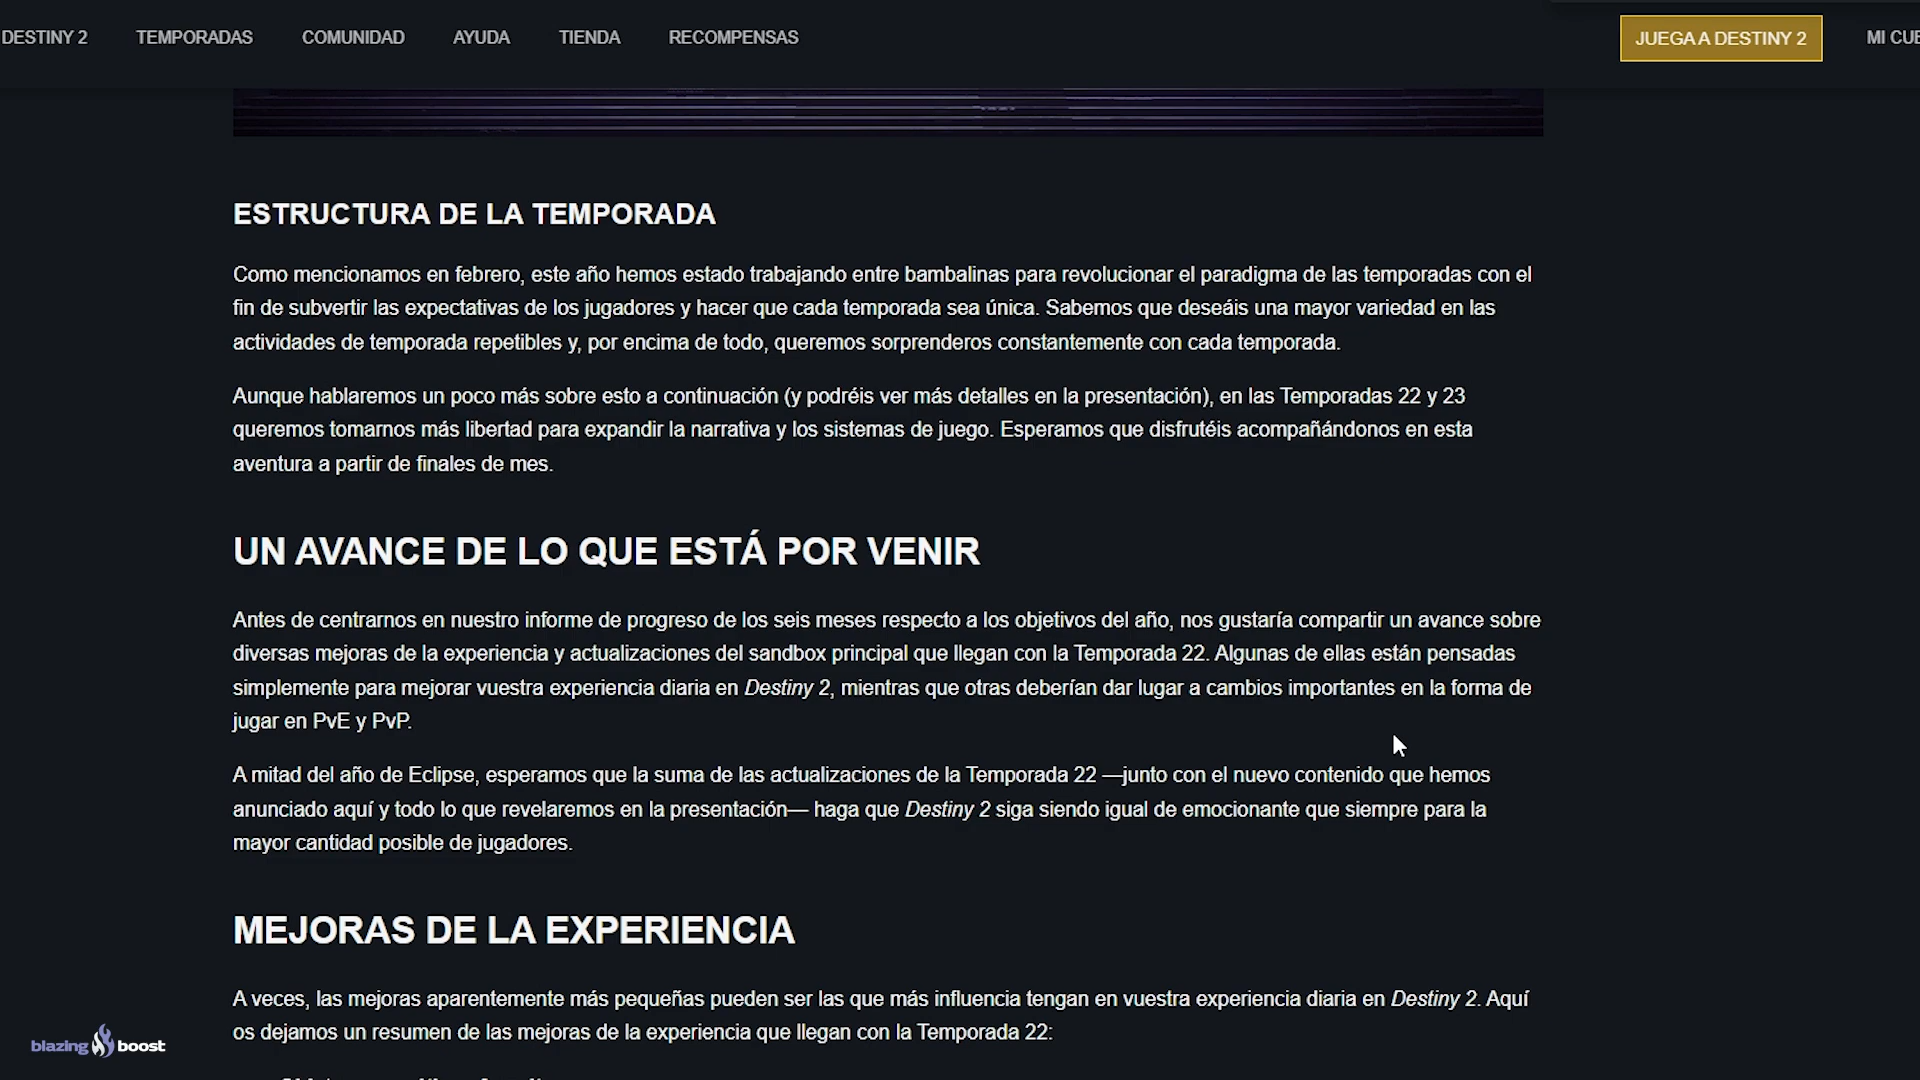 DESTINY 2 TEMPORADAS COMUNIDAD AYUDA TIENDA RECOMPENSAS JUEGA A DESTINY 2 MI CUE
ESTRUCTURA DE LA TEMPORADA
Como mencionamos en febrero, este año hemos estado trabajando entre bambalinas para revolucionar el paradigma de las temporadas con el
fin de subvertir las expectativas de los jugadores y hacer que cada temporada sea única. Sabemos que deseáis una mayor variedad en las
actividades de temporada repetibles y, por encima de todo, queremos sorprenderos constantemente con cada temporada.
Aunque hablaremos un poco más sobre esto a continuación (y podréis ver más detalles en la presentación), en las Temporadas 22 y 23
queremos tomarnos más libertad para expandir la narrativa y los sistemas de juego. Esperamos que disfrutéis acompañándonos en esta
aventura a partir de finales de mes.
UN AVANCE DE LO QUE ESTÁ POR VENIR
Antes de centrarnos en nuestro informe de progreso de los seis meses respecto a los objetivos del año, nos gustaría compartir un avance sobre
diversas mejoras de la experiencia y actualizaciones del sandbox principal que llegan con la Temporada 22. Algunas de ellas están pensadas
simplemente para mejorar vuestra experiencia diaria en Destiny 2, mientras que otras deberían dar lugar a cambios importantes en la forma de
jugar en PvE y PvP.
A mitad del año de Eclipse, esperamos que la suma de las actualizaciones de la Temporada 22 —junto con el nuevo contenido que hemos
anunciado aquí y todo lo que revelaremos en la presentación— haga que Destiny 2 siga siendo igual de emocionante que siempre para la
mayor cantidad posible de jugadores.
MEJORAS DE LA EXPERIENCIA
A veces, las mejoras aparentemente más pequeñas pueden ser las que más influencia tengan en vuestra experiencia diaria en Destiny 2. Aquí
os dejamos un resumen de las mejoras de la experiencia que llegan con la Temporada 22:
blazing boost